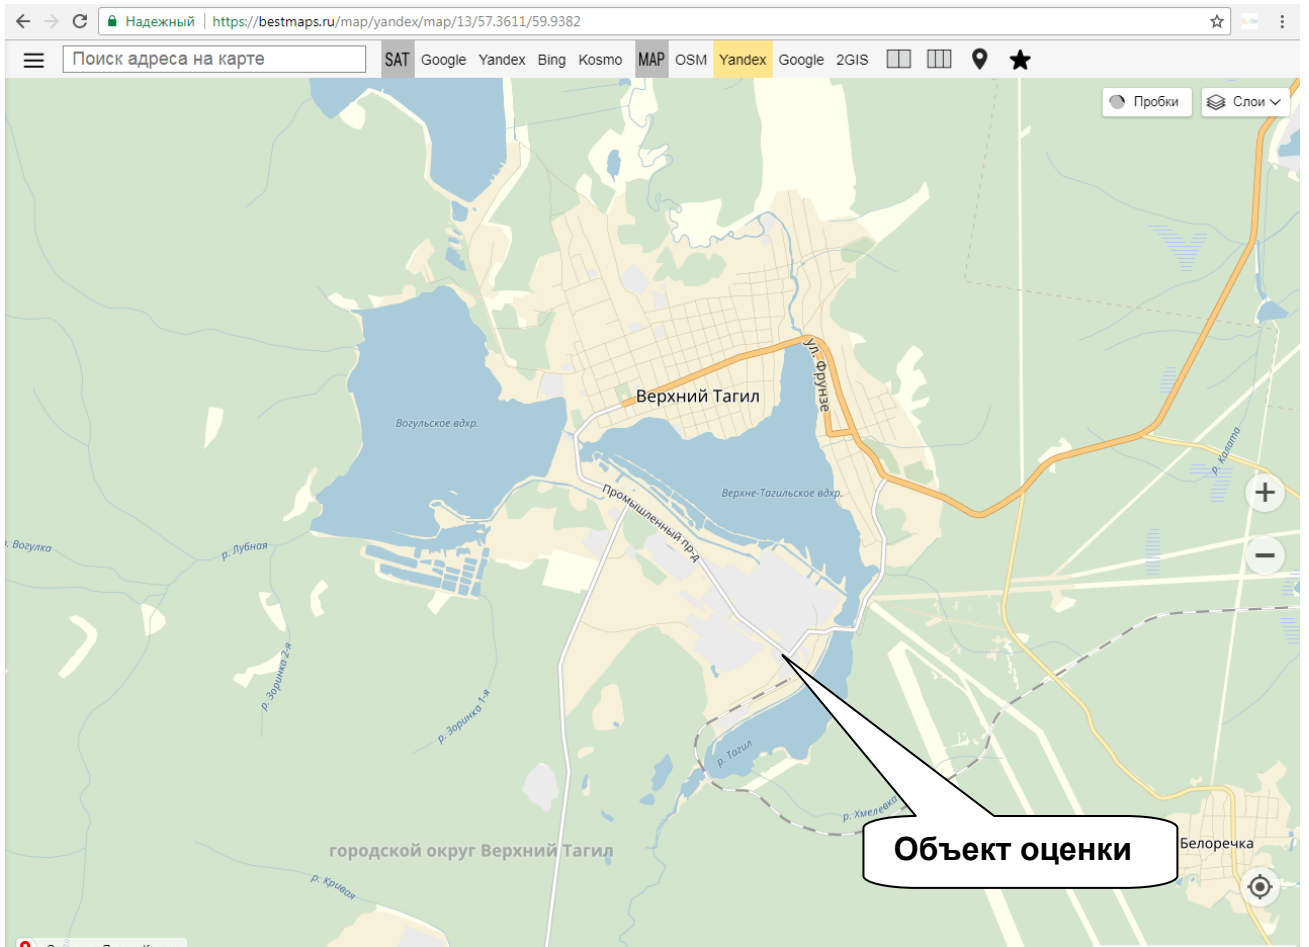 Надежный https://bestmaps.ru/map/yandex/map/13/57.3611/59.9382
Поиск адреса на карте SAT Google Yandex Bing Kosmo MAP OSM Yandex Google 2GIS
Пробки Слои
ул. Фрунзе
Верхний Тагил
Вогульское вдхр.
р. Калата
Верхне-Тагильское вдхр.
Промышленный пр-д
р. Вогулка
р. Лубная
р. Зоринка 2-я
р. Зоринка 1-я
р. Тагил
р. Хмелевка
Объект оценки
Белоречка
городской округ Верхний Тагил
р. Кривая